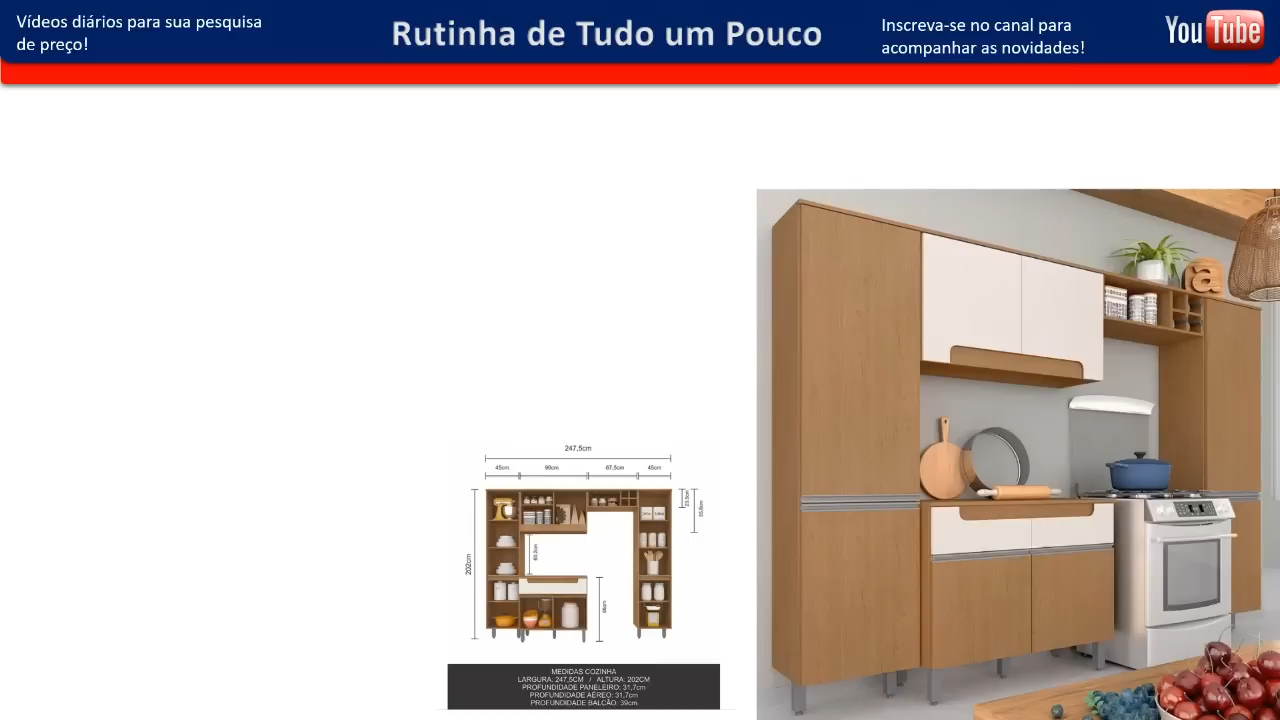 Vídeos diários para sua pesquisa
de preço!
Rutinha de Tudo um Pouco
Inscreva-se no canal para
acompanhar as novidades!
YouTube
247,5cm
45cm 90cm 67,5cm 45cm
202cm
MEDIDAS COZINHA
LARGURA: 247,5CM / ALTURA: 202CM
PROFUNDIDADE PANELEIRO: 31,7cm
PROFUNDIDADE AÉREO: 31,7cm
PROFUNDIDADE BALCÃO: 39cm
a